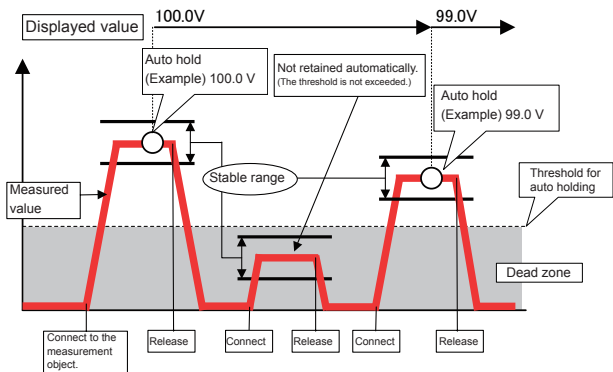 Displayed value
100.0V
99.0V
Auto hold
(Example) 100.0 V
Not retained automatically.
(The threshold is not exceeded.)
Auto hold
(Example) 99.0 V
Measured
value
Stable range
Threshold for
auto holding
Dead zone
Connect to the
measurement
object.
Release
Connect
Release
Connect
Release